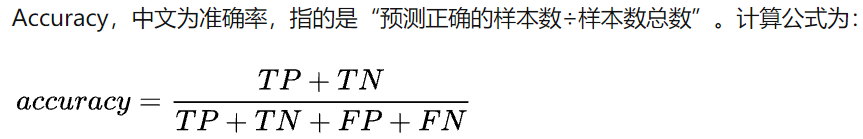 Accuracy，中文为准确率，指的是“预测正确的样本数÷样本数总数”。计算公式为：
accuracy = \frac{TP + TN}{TP + TN + FP + FN}